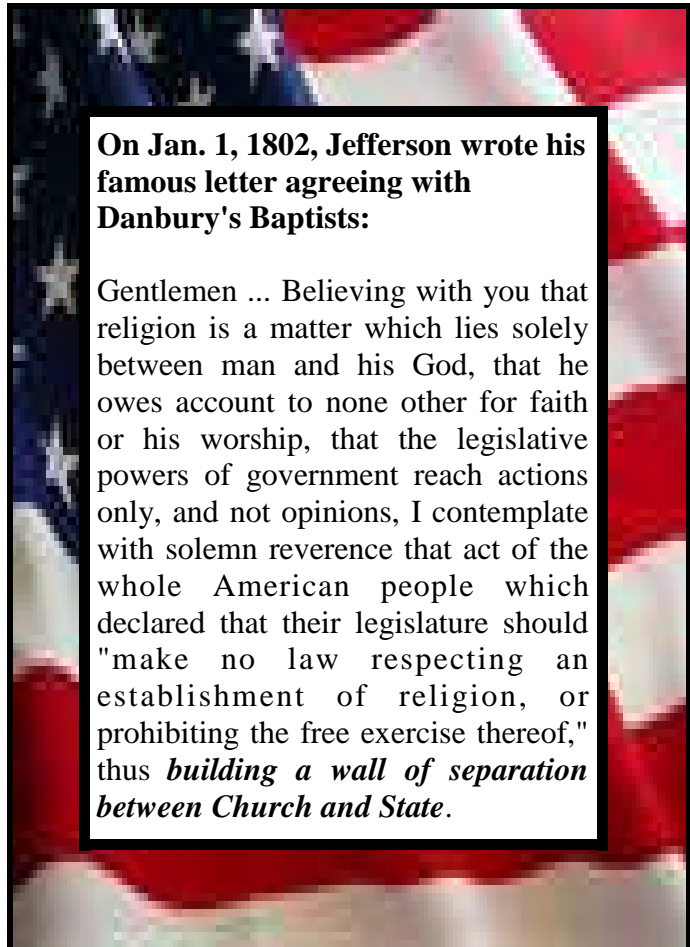 On Jan. 1, 1802, Jefferson wrote his
famous letter agreeing with
Danbury's Baptists:
Gentlemen ... Believing with you that
religion is a matter which lies solely
between man and his God, that he
owes account to none other for faith
or his worship, that the legislative
powers of government reach actions
only, and not opinions, I contemplate
with solemn reverence that act of the
whole American people which
declared that their legislature should
"make no law respecting an
establishment of religion, or
prohibiting the free exercise thereof,"
thus building a wall of separation
between Church and State.